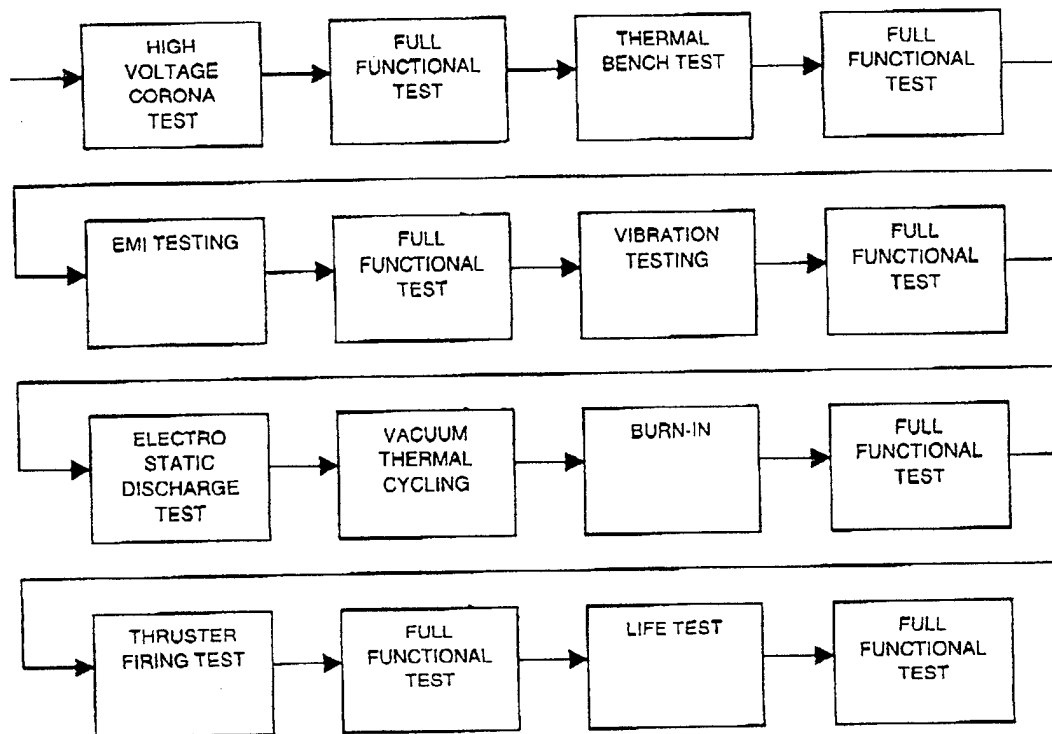 HIGH
VOLTAGE
CORONA
TEST
FULL
FUNCTIONAL
TEST
THERMAL
BENCH TEST
FULL
FUNCTIONAL
TEST
EMI TESTING
FULL
FUNCTIONAL
TEST
VIBRATION
TESTING
FULL
FUNCTIONAL
TEST
ELECTRO
STATIC
DISCHARGE
TEST
VACUUM
THERMAL
CYCLING
BURN-IN
FULL
FUNCTIONAL
TEST
THRUSTER
FIRING TEST
FULL
FUNCTIONAL
TEST
LIFE TEST
FULL
FUNCTIONAL
TEST